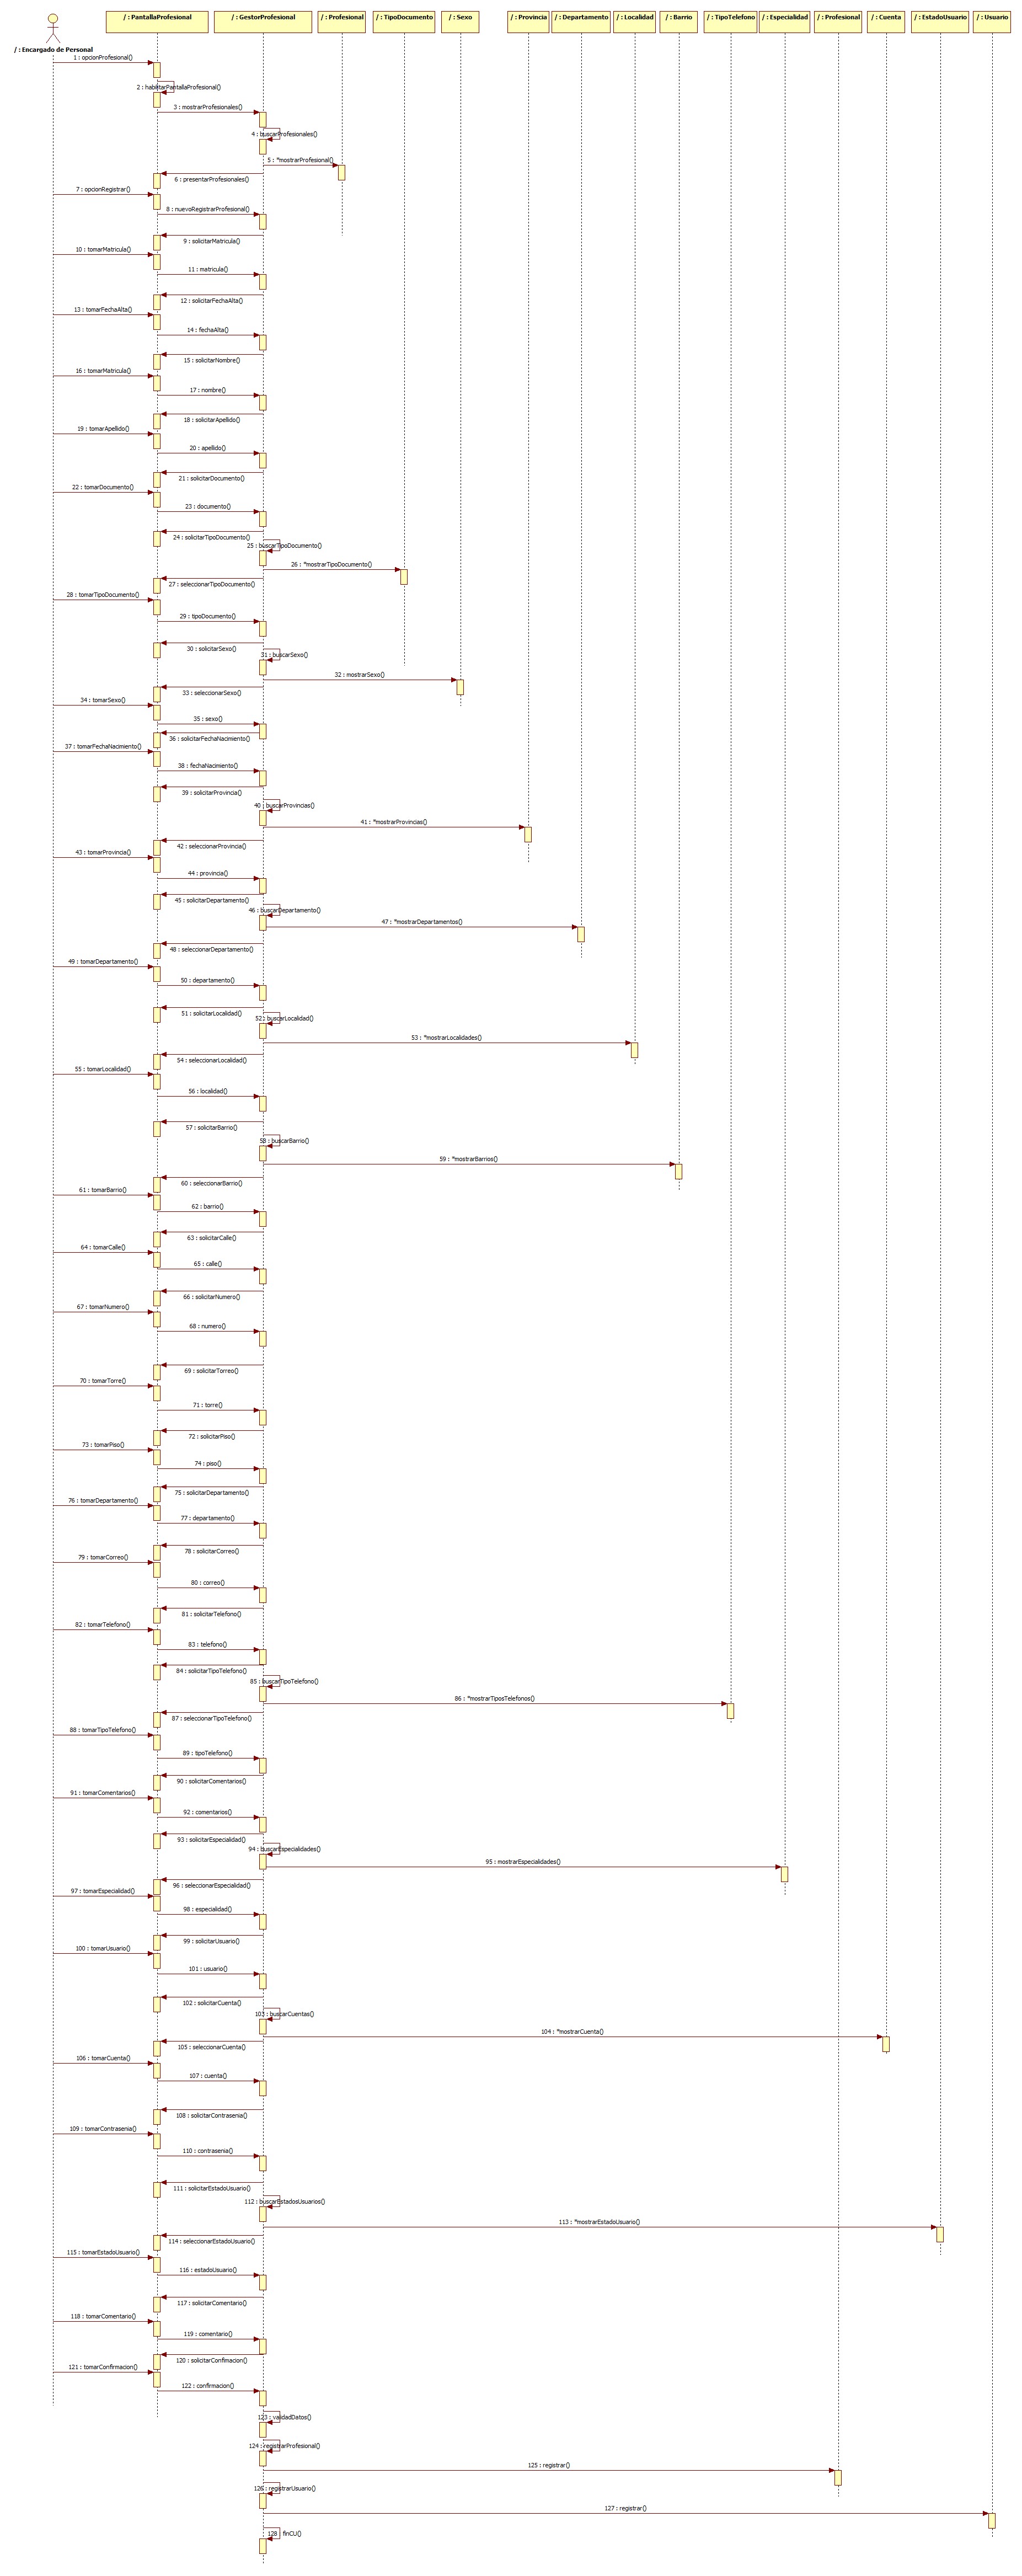 / : PantallaProfesional
/ : GestorProfesional
/ : Profesional
/ : TipoDocumento
/ : Sexo
/ : Provincia
/ : Departamento
/ : Localidad
/ : Barrio
/ : TipoTelefono
/ : Especialidad
/ : Profesional
/ : Cuenta
/ : EstadoUsuario
/ : Usuario
/ : Encargado de Personal
1 : opcionProfesional()
2 : habilitarPantallaProfesional()
3 : mostrarProfesionales()
4 : buscarProfesionales()
5 : *mostrarProfesional()
6 : presentarProfesionales()
7 : opcionRegistrar()
8 : nuevoRegistrarProfesional()
9 : solicitarMatricula()
10 : tomarMatricula()
11 : matricula()
12 : solicitarFechaAlta()
13 : tomarFechaAlta()
14 : fechaAlta()
15 : solicitarNombre()
16 : tomarMatricula()
17 : nombre()
18 : solicitarApellido()
19 : tomarApellido()
20 : apellido()
21 : solicitarDocumento()
22 : tomarDocumento()
23 : documento()
24 : solicitarTipoDocumento()
25 : buscarTipoDocumento()
26 : *mostrarTipoDocumento()
27 : seleccionarTipoDocumento()
28 : tomarTipoDocumento()
29 : tipoDocumento()
30 : solicitarSexo()
31 : buscarSexo()
32 : mostrarSexo()
33 : seleccionarSexo()
34 : tomarSexo()
35 : sexo()
36 : solicitarFechaNacimiento()
37 : tomarFechaNacimiento()
38 : fechaNacimiento()
39 : solicitarProvincia()
40 : buscarProvincias()
41 : *mostrarProvincias()
42 : seleccionarProvincia()
43 : tomarProvincia()
44 : provincia()
45 : solicitarDepartamento()
46 : buscarDepartamento()
47 : *mostrarDepartamentos()
48 : seleccionarDepartamento()
49 : tomarDepartamento()
50 : departamento()
51 : solicitarLocalidad()
52 : buscarLocalidad()
53 : *mostrarLocalidades()
54 : seleccionarLocalidad()
55 : tomarLocalidad()
56 : localidad()
57 : solicitarBarrio()
58 : buscarBarrio()
59 : *mostrarBarrios()
60 : seleccionarBarrio()
61 : tomarBarrio()
62 : barrio()
63 : solicitarCalle()
64 : tomarCalle()
65 : calle()
66 : solicitarNumero()
67 : tomarNumero()
68 : numero()
69 : solicitarTorreo()
70 : tomarTorre()
71 : torre()
72 : solicitarPiso()
73 : tomarPiso()
74 : piso()
75 : solicitarDepartamento()
76 : tomarDepartamento()
77 : departamento()
78 : solicitarCorreo()
79 : tomarCorreo()
80 : correo()
81 : solicitarTelefono()
82 : tomarTelefono()
83 : telefono()
84 : solicitarTipoTelefono()
85 : buscarTipoTelefono()
86 : *mostrarTiposTelefonos()
87 : seleccionarTipoTelefono()
88 : tomarTipoTelefono()
89 : tipoTelefono()
90 : solicitarComentarios()
91 : tomarComentarios()
92 : comentarios()
93 : solicitarEspecialidad()
94 : buscarEspecialidades()
95 : mostrarEspecialidades()
96 : seleccionarEspecialidad()
97 : tomarEspecialidad()
98 : especialidad()
99 : solicitarUsuario()
100 : tomarUsuario()
101 : usuario()
102 : solicitarCuenta()
103 : buscarCuentas()
104 : *mostrarCuenta()
105 : seleccionarCuenta()
106 : tomarCuenta()
107 : cuenta()
108 : solicitarContrasenia()
109 : tomarContrasenia()
110 : contrasenia()
111 : solicitarEstadoUsuario()
112 : buscarEstadosUsuarios()
113 : *mostrarEstadoUsuario()
114 : seleccionarEstadoUsuario()
115 : tomarEstadoUsuario()
116 : estadoUsuario()
117 : solicitarComentario()
118 : tomarComentario()
119 : comentario()
120 : solicitarConfimacion()
121 : tomarConfirmacion()
122 : confirmacion()
123 : validadDatos()
124 : registrarProfesional()
125 : registrar()
126 : registrarUsuario()
127 : registrar()
128 : finCU()